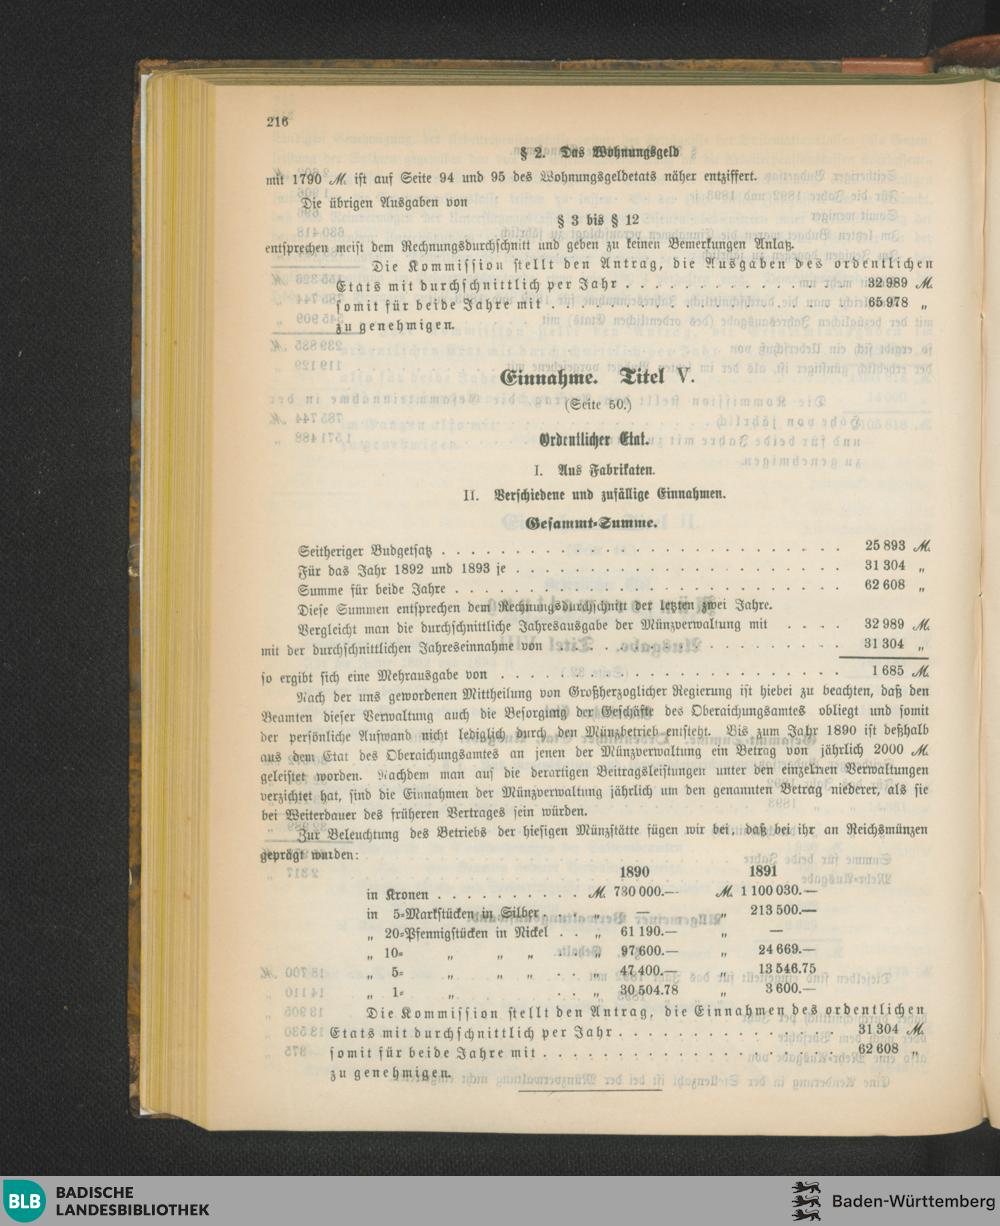 216
§ 2. Das Wohnungsgeld
mit 1790 M. ist auf Seite 94 und 95 des Wohnungsgeldetats näher entziffert.
Die übrigen Ausgaben von
§ 3 bis § 12
entsprechen meist dem Rechnungsdurchschnitt und geben zu keinen Bemerkungen Anlaß.
Die Kommission stellt den Antrag, die Ausgaben des ordentlichen
Etats mit durchschnittlich per Jahr . . . . . . . . . . . . 32 989 M.
somit für beide Jahre mit . . . . . . . . . . . . . . . . 65 978 „
zu genehmigen.
Einnahme. Titel V.
(Seite 50.)
Ordentlicher Etat.
I. Aus Fabrikaten.
II. Verschiedene und zufällige Einnahmen.
Gesammt-Summe.
Seitheriger Budgetsatz . . . . . . . . . . . . . . . . . . . . . . . . . . . 25 893 M.
Für das Jahr 1892 und 1893 je . . . . . . . . . . . . . . . . . . . . . . 31 304 „
Summe für beide Jahre . . . . . . . . . . . . . . . . . . . . . . . . . . 62 608 „
Diese Summen entsprechen dem Rechnungsdurchschnitt der letzten zwei Jahre.
Vergleicht man die durchschnittliche Jahresausgabe der Münzverwaltung mit . . . . 32 989 M.
mit der durchschnittlichen Jahreseinnahme von . . . . . . . . . . . . . . . . . 31 304 „
so ergibt sich eine Mehrausgabe von . . . . . . . . . . . . . . . . . . . . . . . 1 685 M.
Nach der uns gewordenen Mittheilung von Großherzoglicher Regierung ist hiebei zu beachten, daß den
Beamten dieser Verwaltung auch die Besorgung der Geschäfte des Oberaichungsamtes obliegt und somit
der persönliche Aufwand nicht lediglich durch den Münzbetrieb entsteht. Bis zum Jahr 1890 ist deßhalb
aus dem Etat des Oberaichungsamtes an jenen der Münzverwaltung ein Betrag von jährlich 2000 M.
geleistet worden. Nachdem man auf die derartigen Beitragsleistungen unter den einzelnen Verwaltungen
verzichtet hat, sind die Einnahmen der Münzverwaltung jährlich um den genannten Betrag niederer, als sie
bei Weiterdauer des früheren Vertrages sein würden.
Zur Beleuchtung des Betriebs der hiesigen Münzstätte fügen wir bei, daß bei ihr an Reichsmünzen
geprägt wurden:
1890 1891
in Kronen . . . . . . . . . . M. 730 000.— M. 1 100 030.—
in 5-Markstücken in Silber . . . „ — „ 213 500.—
„ 20-Pfennigstücken in Nickel . . „ 61 190.— „ —
„ 10- „ „ „ . . „ 97 600.— „ 24 669.—
„ 5- „ „ „ . . „ 47 400.— „ 13 546.75
„ 1- „ . . „ 30 504.78 „ 3 600.—
Die Kommission stellt den Antrag, die Einnahmen des ordentlichen
Etats mit durchschnittlich per Jahr . . . . . . . . . . . . 31 304 M.
somit für beide Jahre mit . . . . . . . . . . . . . . . . 62 608 „
zu genehmigen.
BLB
BADISCHE
LANDESBIBLIOTHEK
Baden-Württemberg